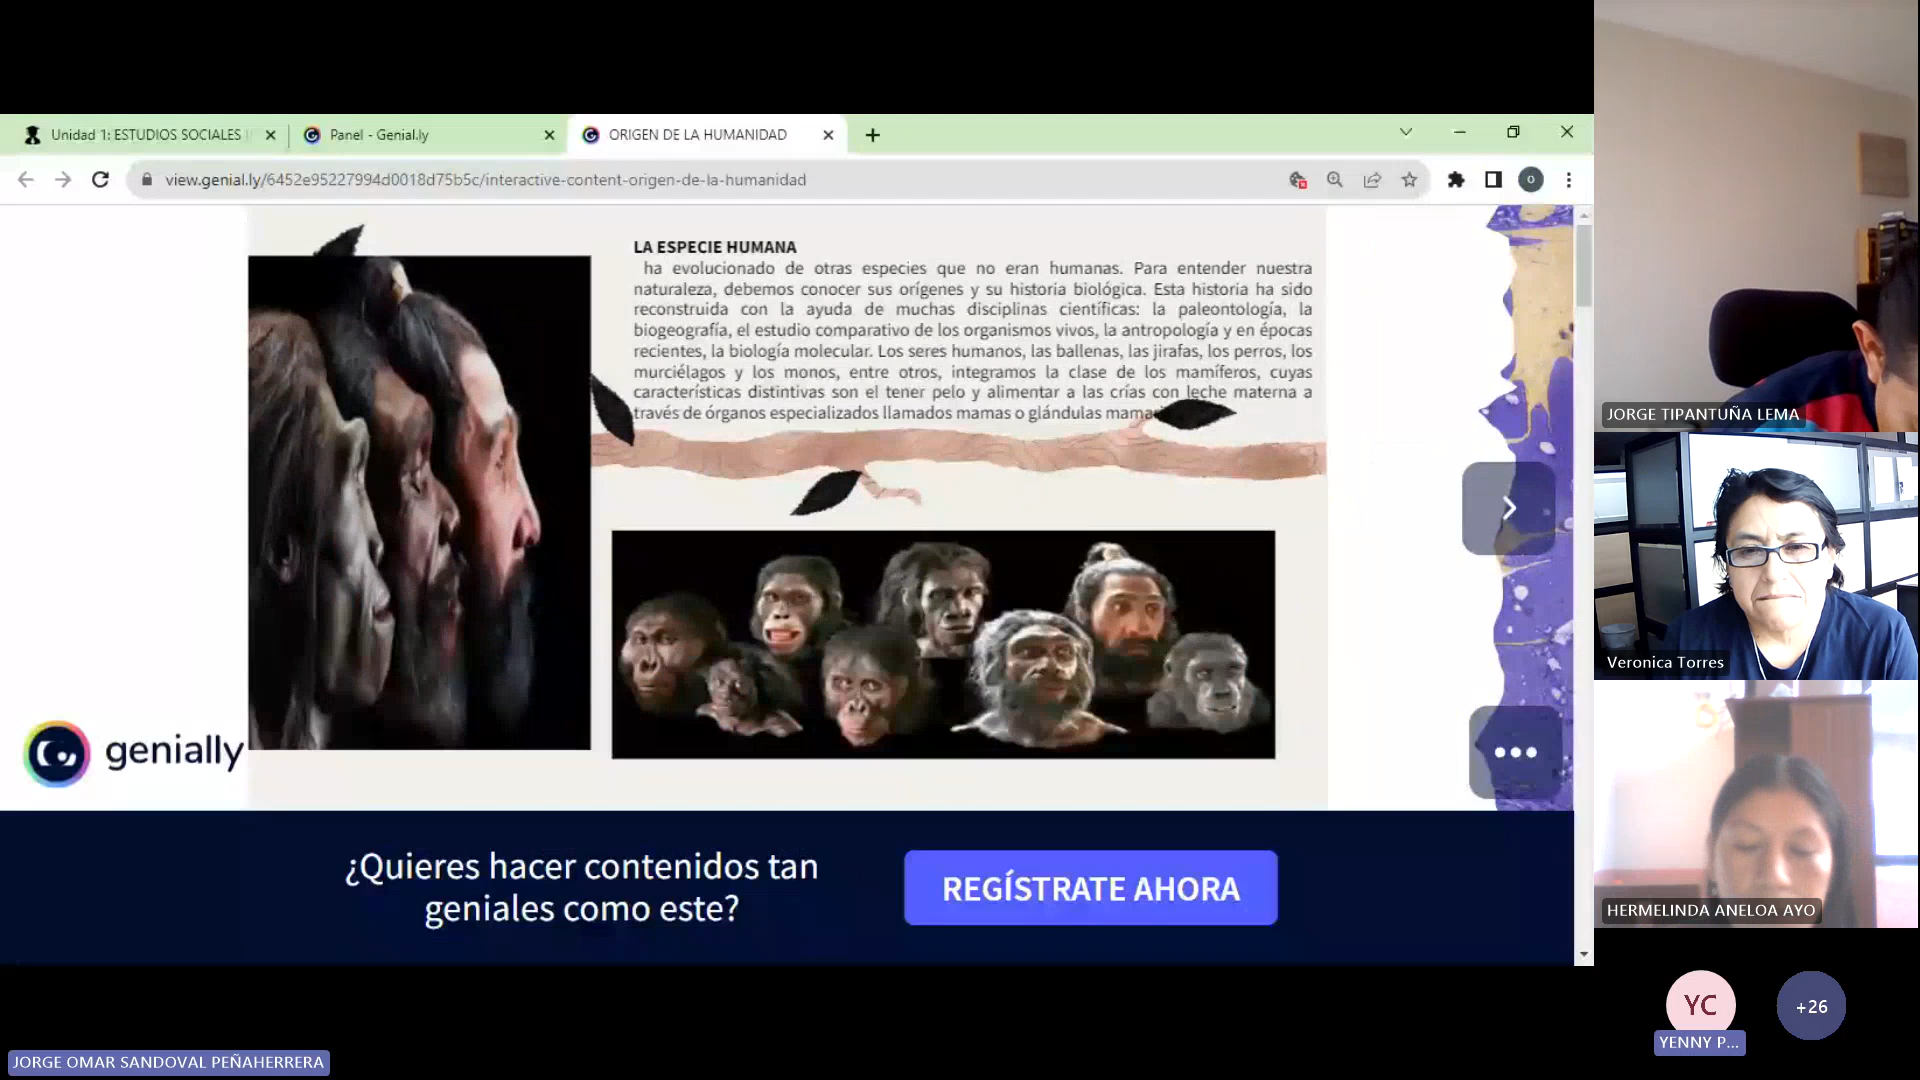 Unidad 1: ESTUDIOS SOCIALES
Panel - Genial.ly
ORIGEN DE LA HUMANIDAD
view.genial.ly/6452e95227994d0018d75b5c/interactive-content-origen-de-la-humanidad
O
LA ESPECIE HUMANA
ha evolucionado de otras especies que no eran humanas. Para entender nuestra
naturaleza, debemos conocer sus orígenes y su historia biológica. Esta historia ha sido
reconstruida con la ayuda de muchas disciplinas científicas: la paleontología, la
biogeografía, el estudio comparativo de los organismos vivos, la antropología y en épocas
recientes, la biología molecular. Los seres humanos, las ballenas, las jirafas, los perros, los
murciélagos y los monos, entre otros, integramos la clase de los mamíferos, cuyas
características distintivas son el tener pelo y alimentar a las crías con leche materna a
través de órganos especializados llamados mamas o glándulas mamar
genially
¿Quieres hacer contenidos tan
geniales como este?
REGÍSTRATE AHORA
JORGE TIPANTUÑA LEMA
Veronica Torres
HERMELINDA ANELOA AYO
YC
+26
YENNY P...
JORGE OMAR SANDOVAL PEÑAHERRERA